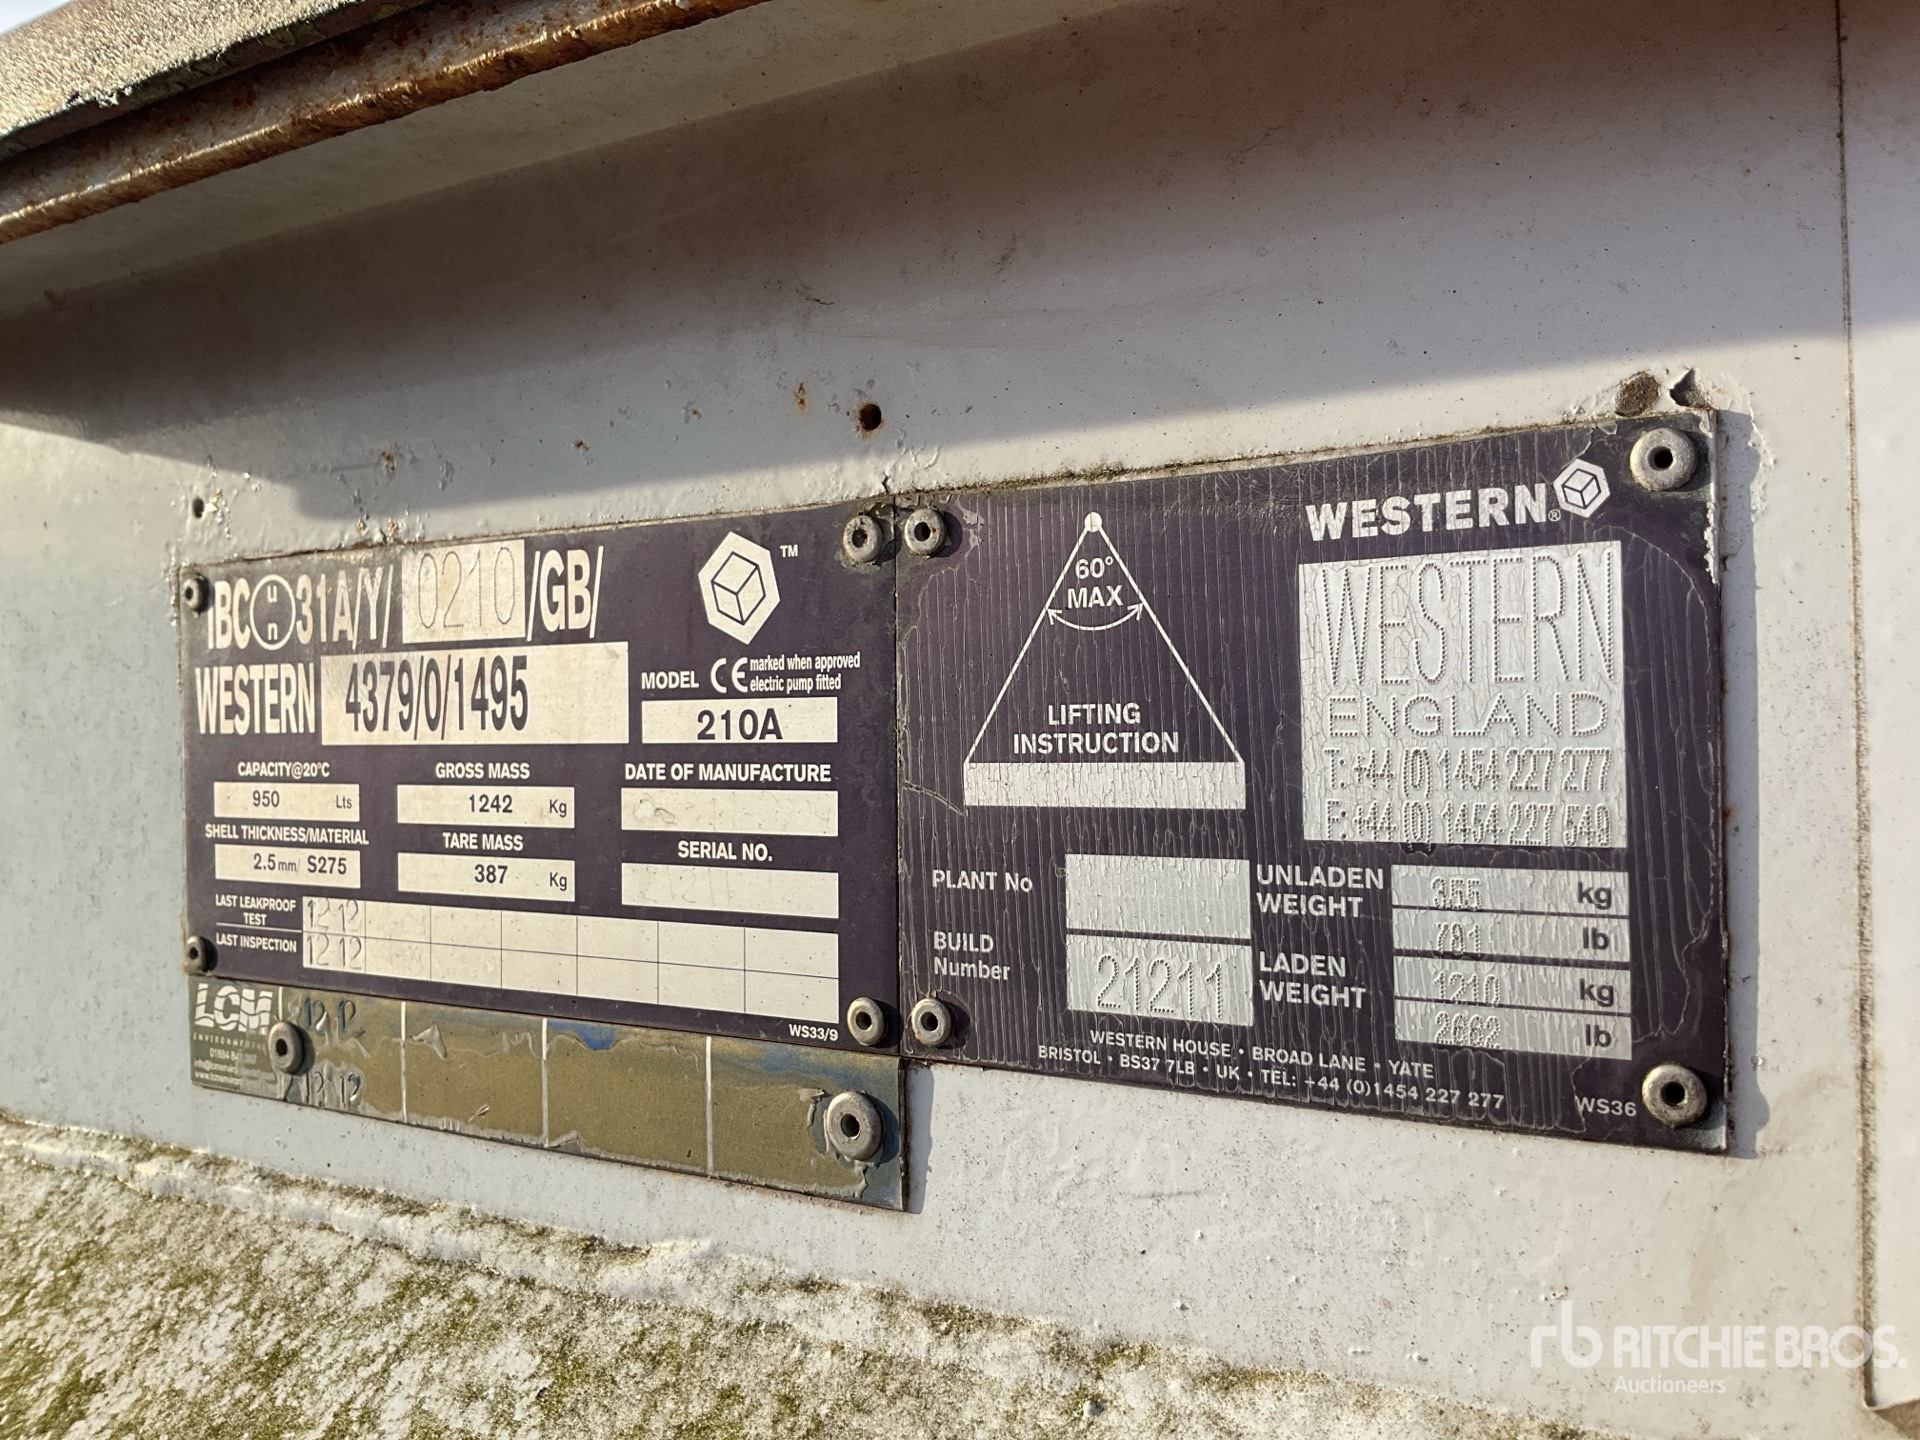 IBC un 31A/Y/ 0210 /GB/
WESTERN 4379/0/1495
TM
MODEL CE marked when approved
electric pump fitted
210A
CAPACITY@20°C GROSS MASS DATE OF MANUFACTURE
950 Lts 1242 Kg
SHELL THICKNESS/MATERIAL TARE MASS SERIAL NO.
2.5mm/ S275 387 Kg
LAST LEAKPROOF
TEST
12 12
LAST INSPECTION 12 12
WS33/9
LCM 12 12
ENVIRONMENTAL
12 12
60°
MAX
LIFTING
INSTRUCTION
WESTERN®
WESTERN
ENGLAND
T: +44 (0) 1454 227 277
F: +44 (0) 1454 227 549
PLANT No
BUILD
Number
21211
UNLADEN
WEIGHT
355 kg
781 lb
LADEN
WEIGHT
1210 kg
2662 lb
WESTERN HOUSE • BROAD LANE • YATE
BRISTOL • BS37 7LB • UK • TEL: +44 (0)1454 227 277
WS36
rb RITCHIE BROS.
Auctioneers